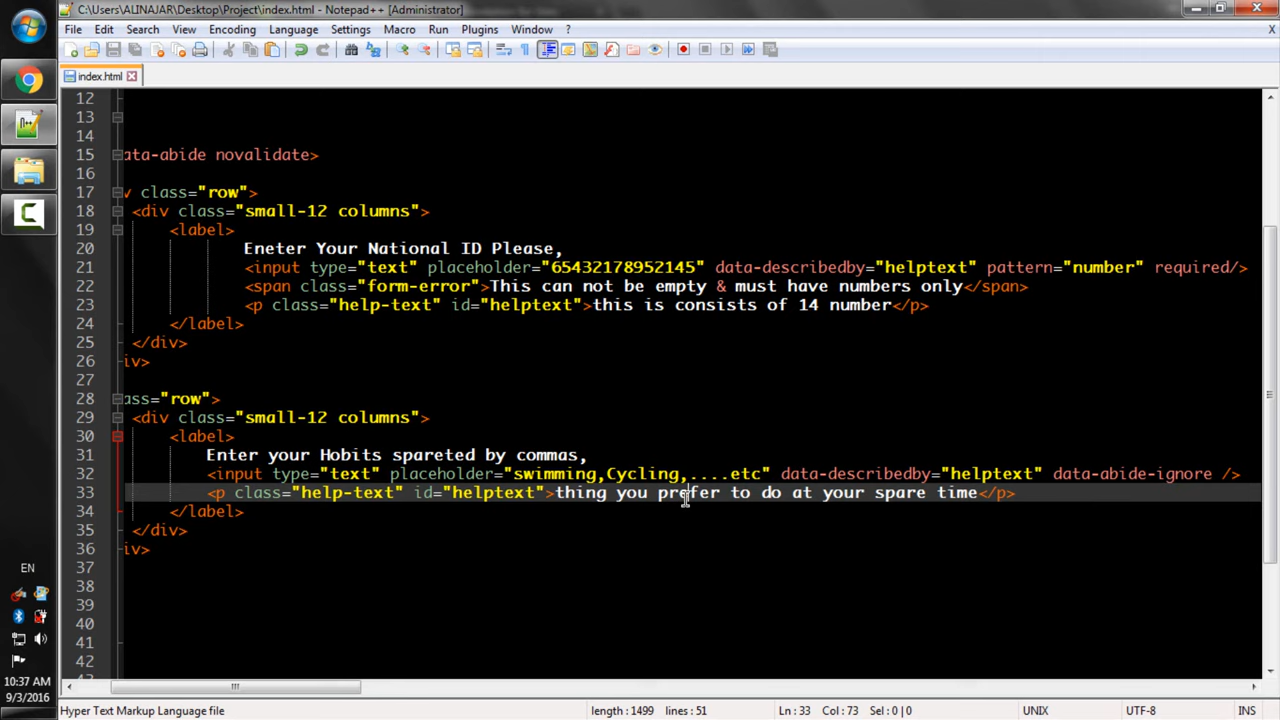 C:\Users\ALINAJAR\Desktop\Project\index.html - Notepad++ [Administrator]
File Edit Search View Encoding Language Settings Macro Run Plugins Window ? X
index.html
12
13
14
15 ata-abide novalidate>
16
17 v class="row">
18 <div class="small-12 columns">
19 <label>
20 Eneter Your National ID Please,
21 <input type="text" placeholder="65432178952145" data-describedby="helptext" pattern="number" required/>
22 <span class="form-error">This can not be empty & must have numbers only</span>
23 <p class="help-text" id="helptext">this is consists of 14 number</p>
24 </label>
25 </div>
26 iv>
27
28 ass="row">
29 <div class="small-12 columns">
30 <label>
31 Enter your Hobits spareted by commas,
32 <input type="text" placeholder="swimming,Cycling,....etc" data-describedby="helptext" data-abide-ignore />
33 <p class="help-text" id="helptext">thing you prefer to do at your spare time</p>
34 </label>
35 </div>
36 iv>
37
38
39
40
41
42
EN
10:37 AM
9/3/2016
Hyper Text Markup Language file length : 1499 lines : 51 Ln : 33 Col : 73 Sel : 0 | 0 UNIX UTF-8 INS